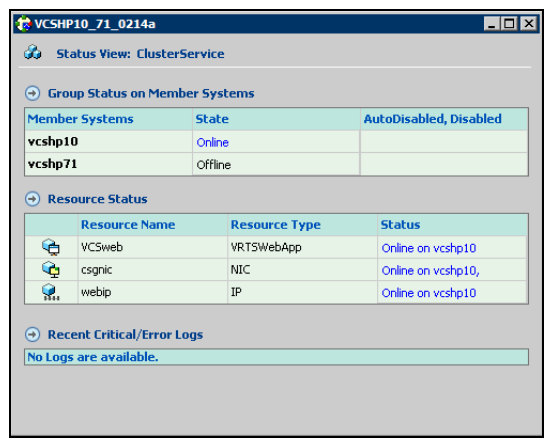 VCSHP10_71_0214a
Status View: ClusterService
Group Status on Member Systems
Member Systems State AutoDisabled, Disabled
vcshp10 Online
vcshp71 Offline
Resource Status
Resource Name Resource Type Status
VCSweb VRTSWebApp Online on vcshp10
csgnic NIC Online on vcshp10,
webip IP Online on vcshp10
Recent Critical/Error Logs
No Logs are available.